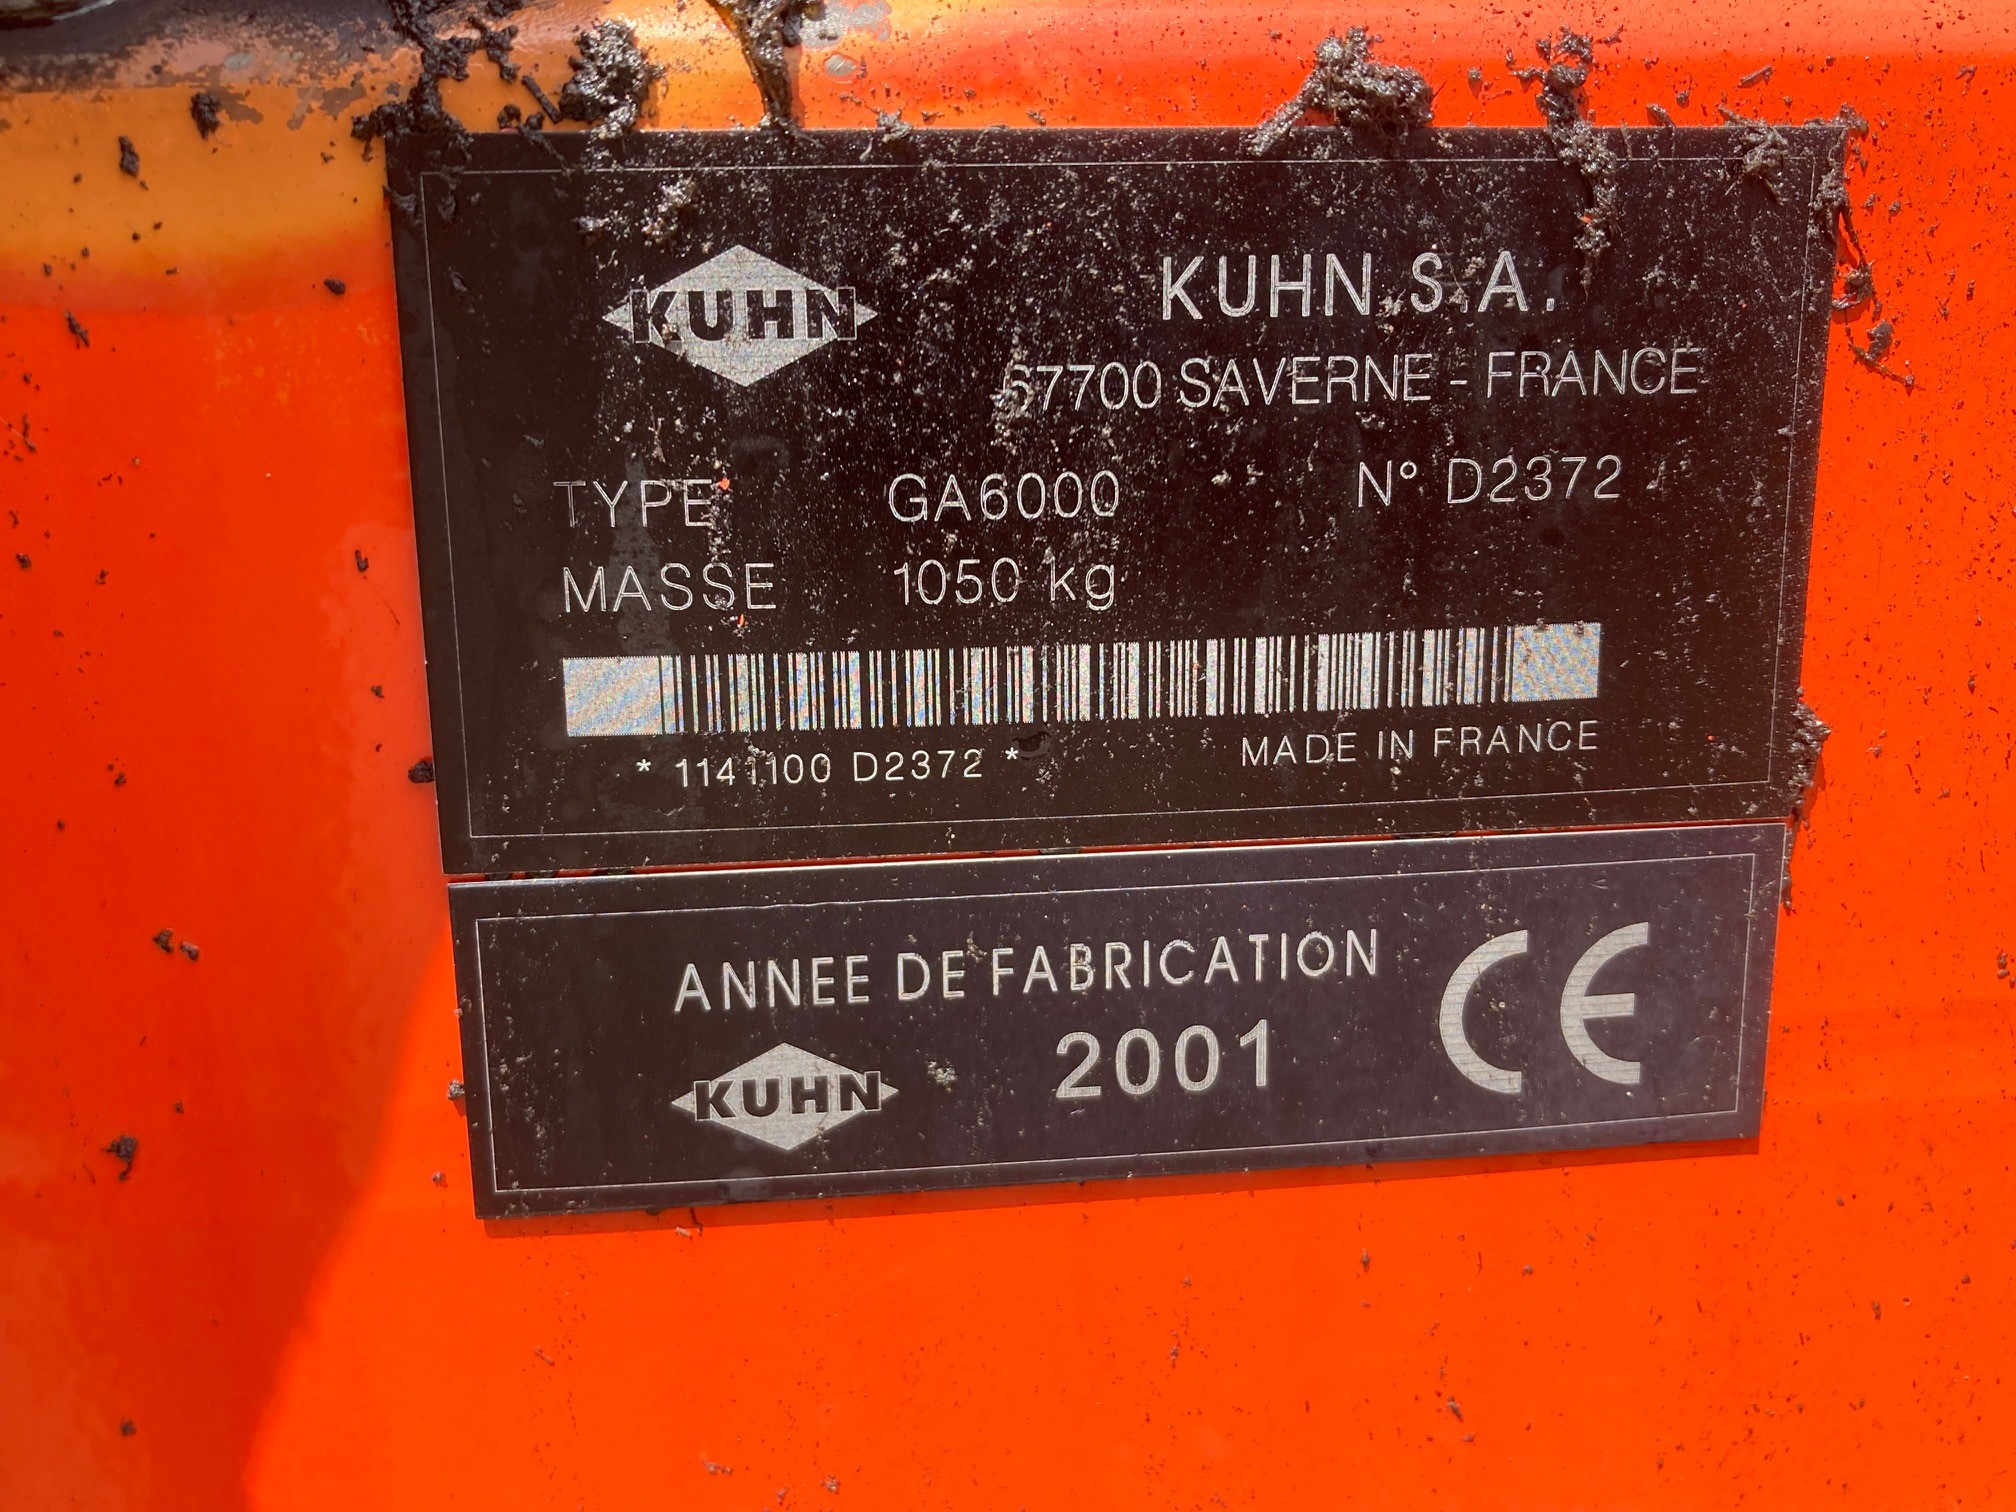 KUHN
KUHN S.A.
67700 SAVERNE - FRANCE
TYPE GA6000 N° D2372
MASSE 1050 kg
* 1141100 D2372 *
MADE IN FRANCE
ANNEE DE FABRICATION
2001
KUHN
CE